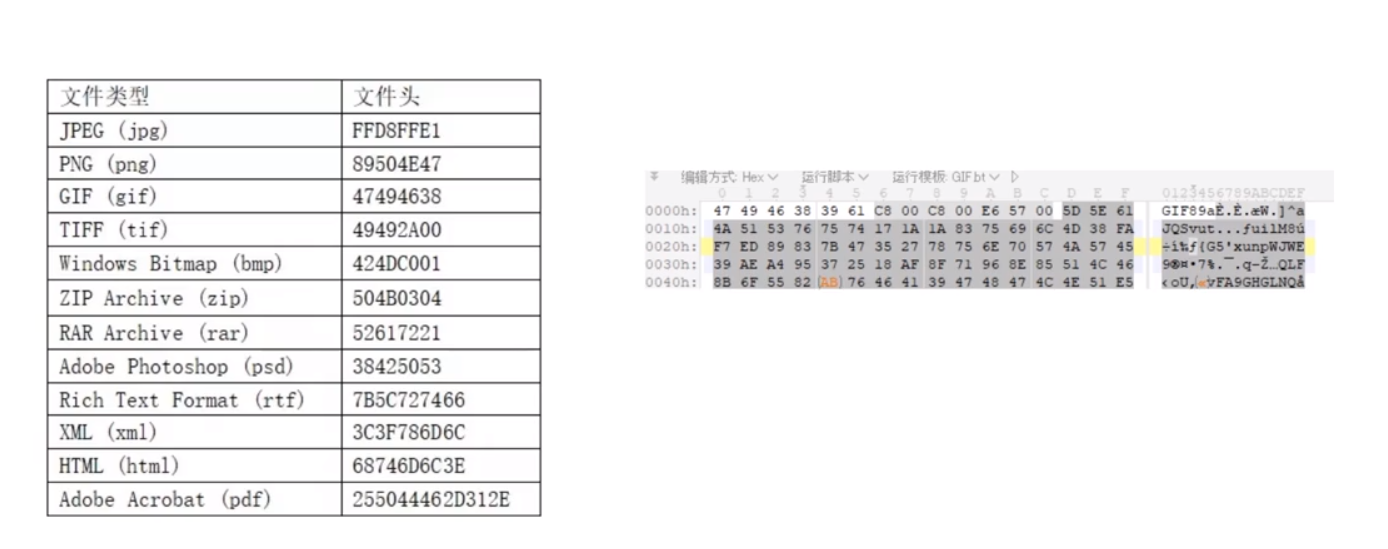 文件类型 文件头
JPEG (jpg) FFD8FFE1
PNG (png) 89504E47
GIF (gif) 47494638
TIFF (tif) 49492A00
Windows Bitmap (bmp) 424DC001
ZIP Archive (zip) 504B0304
RAR Archive (rar) 52617221
Adobe Photoshop (psd) 38425053
Rich Text Format (rtf) 7B5C727466
XML (xml) 3C3F786D6C
HTML (html) 68746D6C3E
Adobe Acrobat (pdf) 255044462D312E
编辑方式: Hex 运行脚本 运行模板: GIF.bt
0 1 2 3 4 5 6 7 8 9 A B C D E F 0123456789ABCDEF
0000h: 47 49 46 38 39 61 C8 00 C8 00 E6 57 00 5D 5E 61 GIF89aÈ.È.æW.]^a
0010h: 4A 51 53 76 75 74 17 1A 1A 83 75 69 6C 4D 38 FA JQSvut...ƒuilM8ú
0020h: F7 ED 89 83 7B 47 35 27 78 75 6E 70 57 4A 57 45 ÷í‰ƒ{G5'xunpWJWE
0030h: 39 AE A4 95 37 25 18 AF 8F 71 96 8E 85 51 4C 46 9®¤•7%.¯.q–Ž…QLF
0040h: 8B 6F 55 82 AB 76 46 41 39 47 48 47 4C 4E 51 E5 ‹oU‚«vFA9GHGLNQå